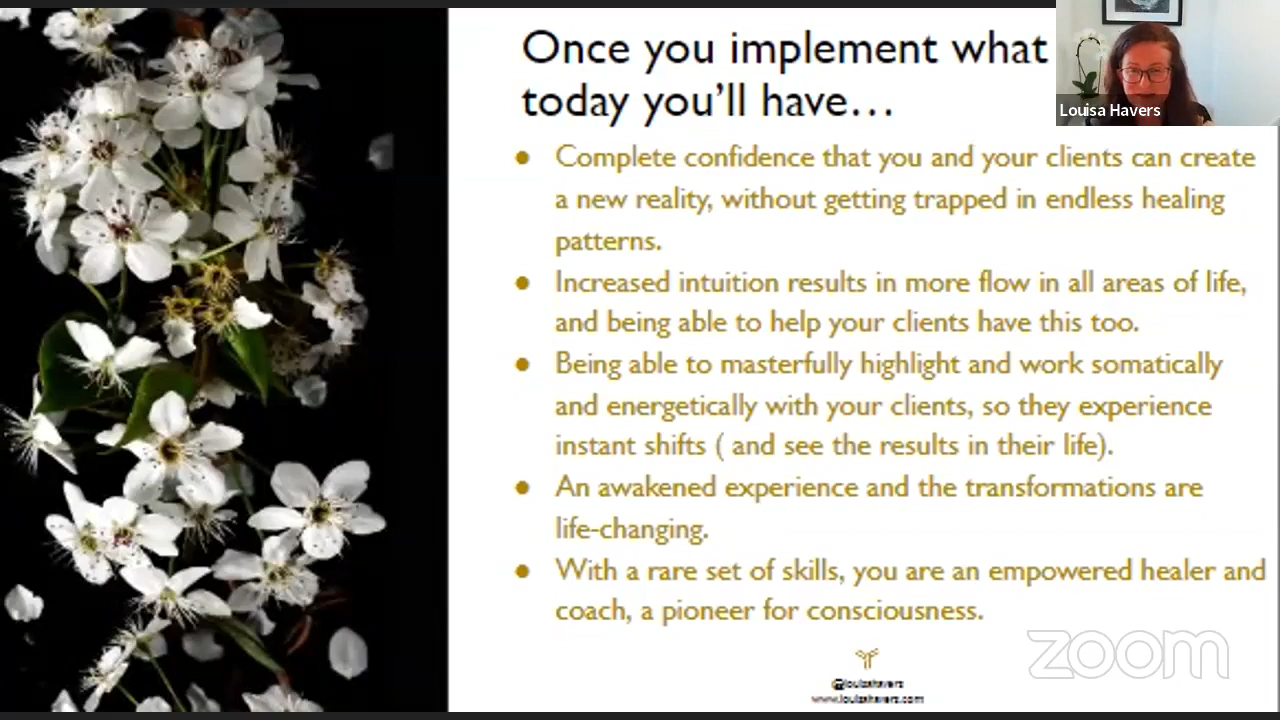 Once you implement what
today you'll have…
Louisa Havers
● Complete confidence that you and your clients can create
a new reality, without getting trapped in endless healing
patterns.
● Increased intuition results in more flow in all areas of life,
and being able to help your clients have this too.
● Being able to masterfully highlight and work somatically
and energetically with your clients, so they experience
instant shifts ( and see the results in their life).
● An awakened experience and the transformations are
life-changing.
● With a rare set of skills, you are an empowered healer and
coach, a pioneer for consciousness.
zoom
@louisahavers
www.louisahavers.com